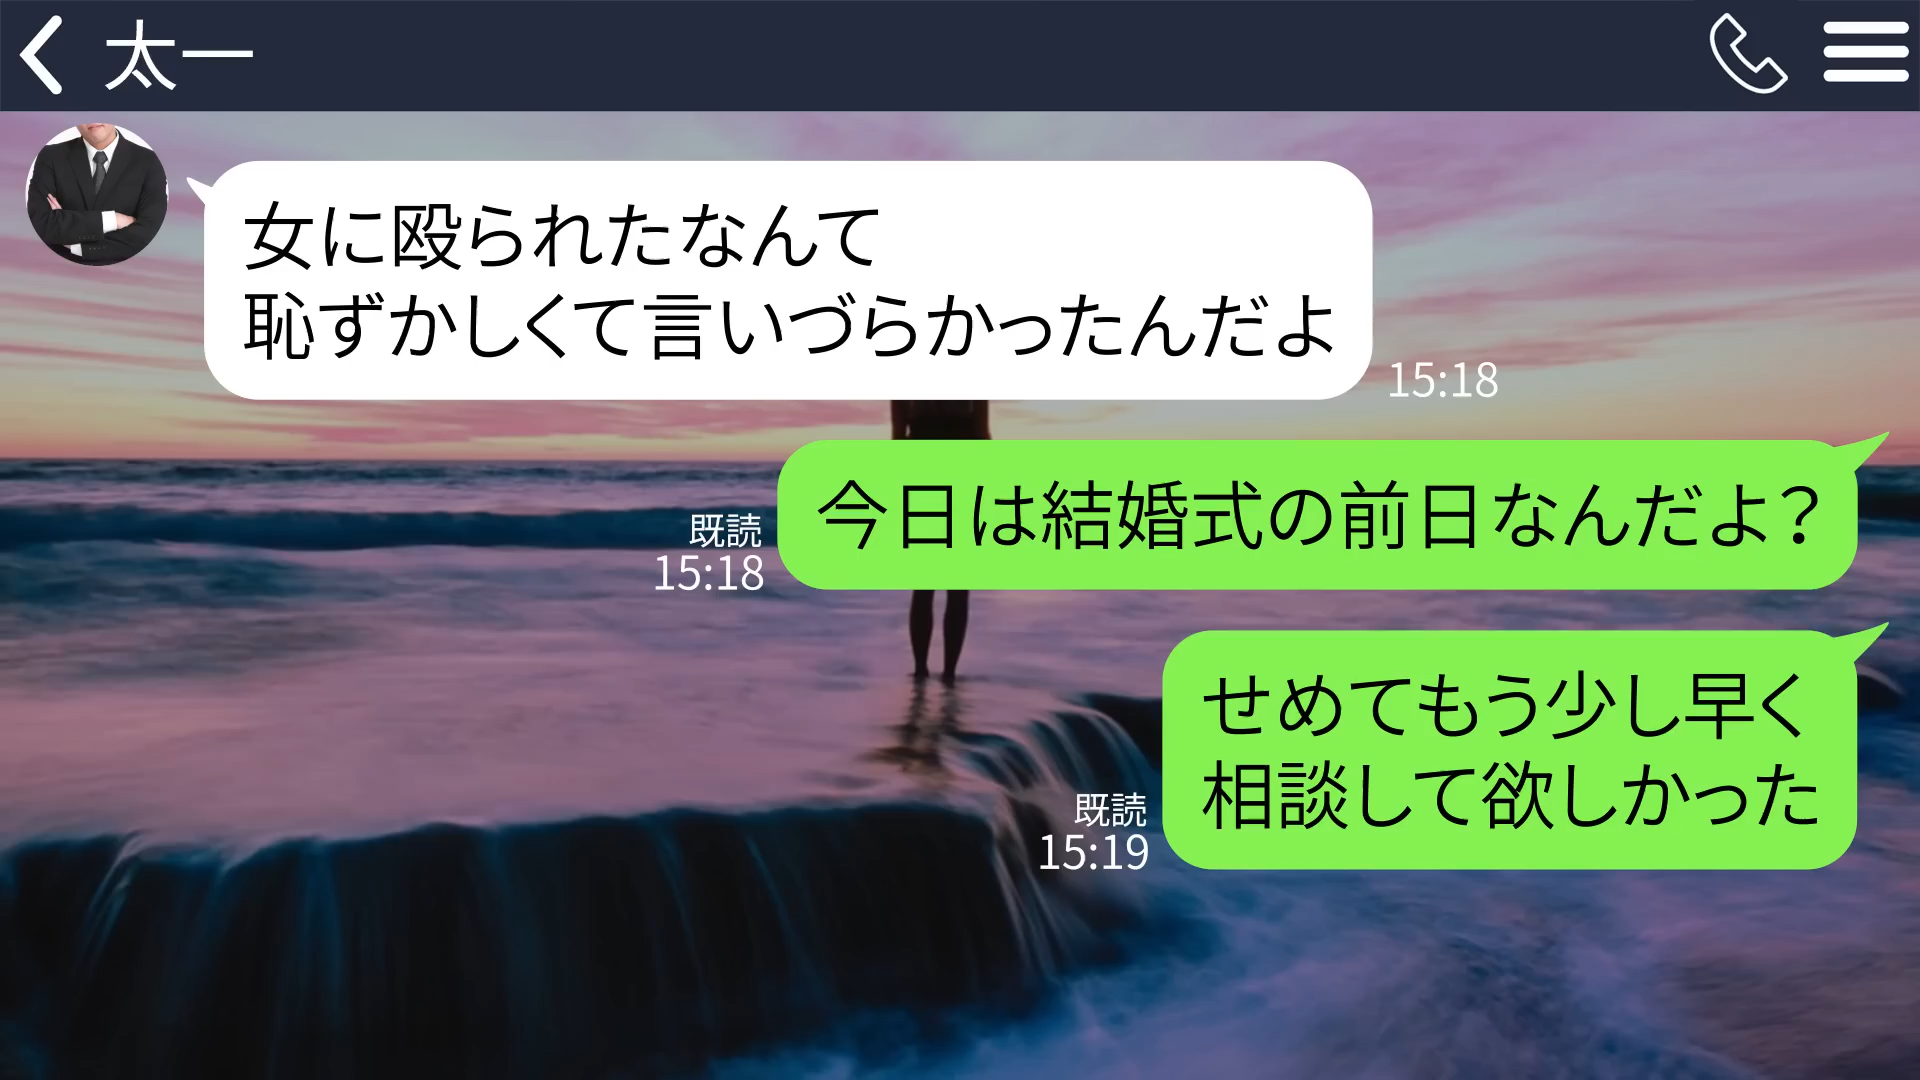 太一
女に殴られたなんて
恥ずかしくて言いづらかったんだよ
15:18
今日は結婚式の前日なんだよ？
既読
15:18
せめてもう少し早く
相談して欲しかった
既読
15:19